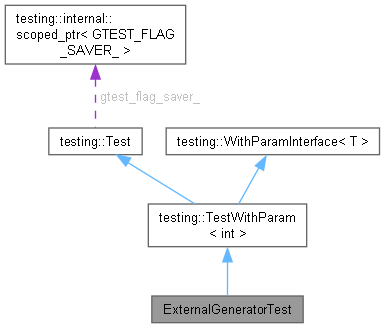 testing::internal::
scoped_ptr< GTEST_FLAG
_SAVER_ >
gtest_flag_saver_
testing::Test
testing::WithParamInterface< T >
testing::TestWithParam
< int >
ExternalGeneratorTest